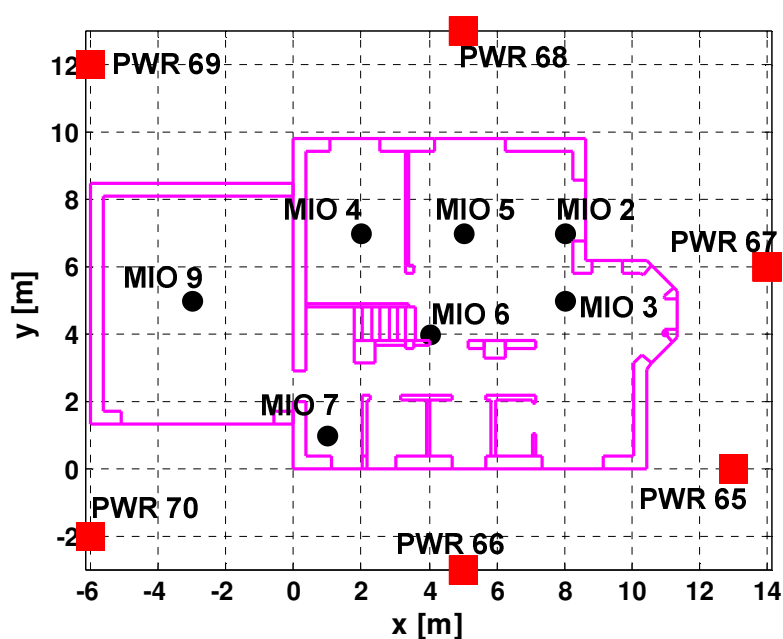 PWR 68
PWR 69
12
10
MIO 4
MIO 5
MIO 2
8
PWR 67
MIO 9
6
MIO 6
MIO 3
4
MIO 7
2
0
PWR 65
PWR 70
PWR 66
-2
-6 -4 -2 0 2 4 6 8 10 12 14
x [m]
y [m]